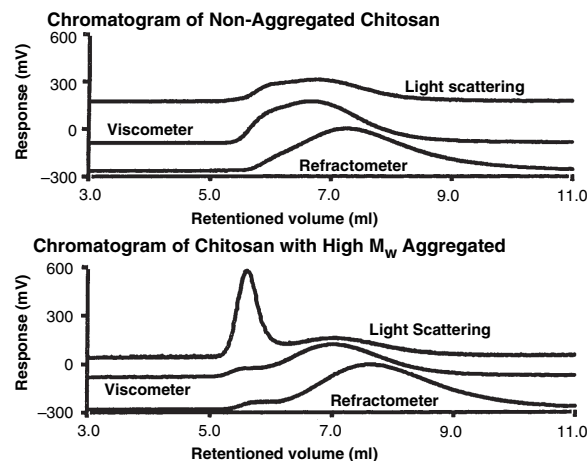 Chromatogram of Non-Aggregated Chitosan
600
300
0
–300
Response (mV)
Light scattering
Viscometer
Refractometer
3.0 5.0 7.0 9.0 11.0
Retentioned volume (ml)
Chromatogram of Chitosan with High MW Aggregated
600
300
0
–300
Response (mV)
Light Scattering
Viscometer
Refractometer
3.0 5.0 7.0 9.0 11.0
Retentioned volume (ml)